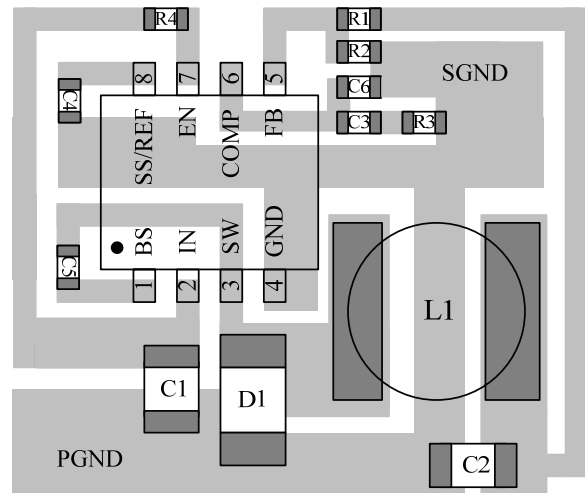 R4
R1
R2
SGND
C6
C4
C3
R3
8
7
6
5
SS/REF
EN
COMP
FB
BS
IN
SW
GND
1
2
3
4
C5
L1
C1
D1
PGND
C2